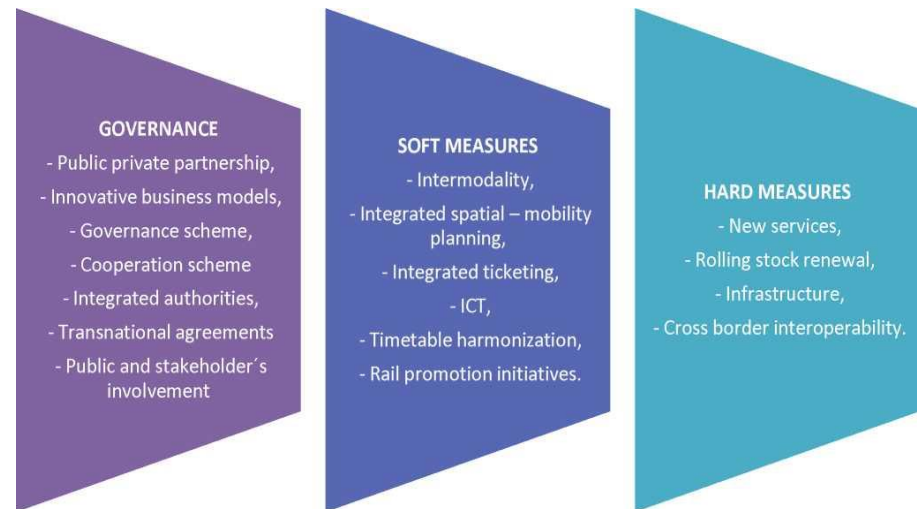 GOVERNANCE
- Public private partnership,
- Innovative business models,
- Governance scheme,
- Cooperation scheme
- Integrated authorities,
- Transnational agreements
- Public and stakeholder´s
involvement
SOFT MEASURES
- Intermodality,
- Integrated spatial – mobility
planning,
- Integrated ticketing,
- ICT,
- Timetable harmonization,
- Rail promotion initiatives.
HARD MEASURES
- New services,
- Rolling stock renewal,
- Infrastructure,
- Cross border interoperability.